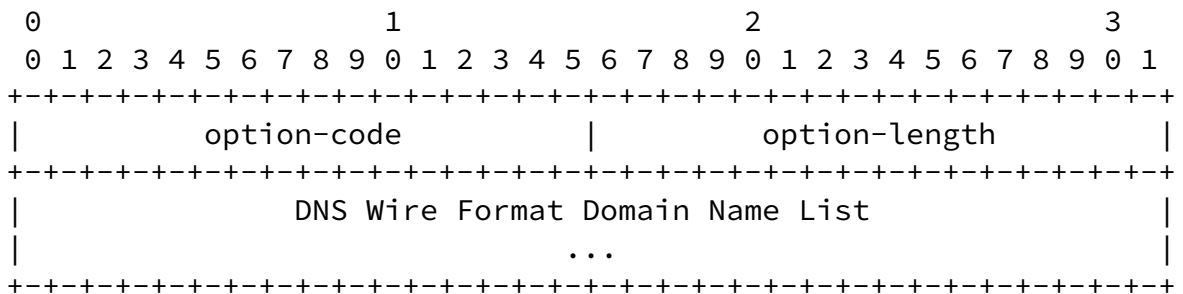 0                   1                   2                   3
 0 1 2 3 4 5 6 7 8 9 0 1 2 3 4 5 6 7 8 9 0 1 2 3 4 5 6 7 8 9 0 1
+-+-+-+-+-+-+-+-+-+-+-+-+-+-+-+-+-+-+-+-+-+-+-+-+-+-+-+-+-+-+-+-+
|          option-code          |         option-length         |
+-+-+-+-+-+-+-+-+-+-+-+-+-+-+-+-+-+-+-+-+-+-+-+-+-+-+-+-+-+-+-+-+
|               DNS Wire Format Domain Name List                |
|                              ...                              |
+-+-+-+-+-+-+-+-+-+-+-+-+-+-+-+-+-+-+-+-+-+-+-+-+-+-+-+-+-+-+-+-+